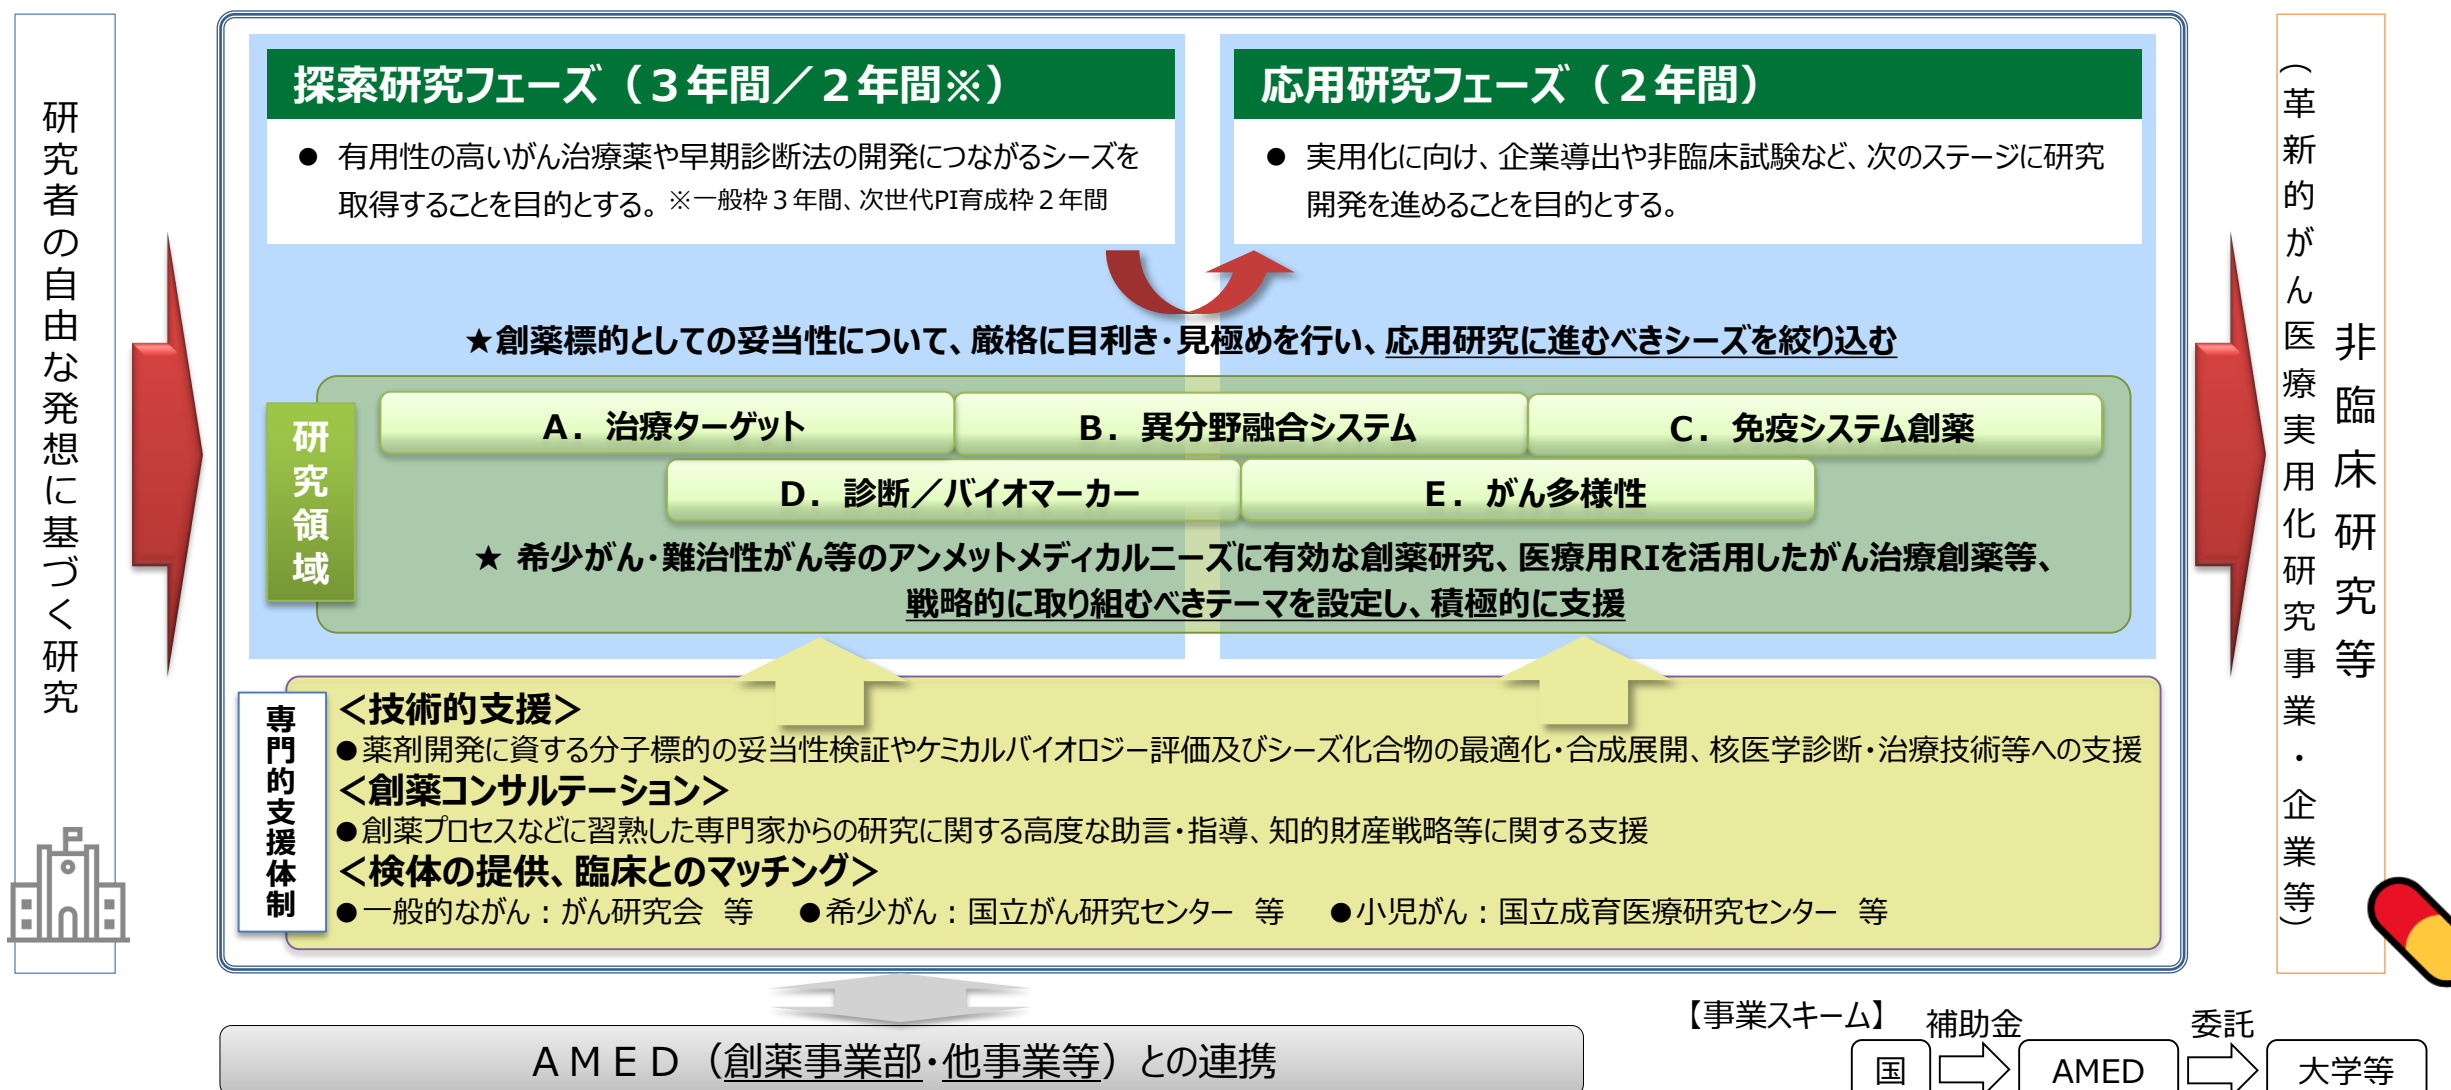 研究者の自由な発想に基づく研究
探索研究フェーズ（３年間／２年間※）
● 有用性の高いがん治療薬や早期診断法の開発につながるシーズを
取得することを目的とする。※一般枠３年間、次世代PI育成枠２年間
応用研究フェーズ（２年間）
● 実用化に向け、企業導出や非臨床試験など、次のステージに研究
開発を進めることを目的とする。
★創薬標的としての妥当性について、厳格に目利き・見極めを行い、応用研究に進むべきシーズを絞り込む
研究領域
A．治療ターゲット
B．異分野融合システム
C．免疫システム創薬
D．診断／バイオマーカー
E．がん多様性
★ 希少がん・難治性がん等のアンメットメディカルニーズに有効な創薬研究、医療用RIを活用したがん治療創薬等、
戦略的に取り組むべきテーマを設定し、積極的に支援
専門的支援体制
＜技術的支援＞
●薬剤開発に資する分子標的の妥当性検証やケミカルバイオロジー評価及びシーズ化合物の最適化・合成展開、核医学診断・治療技術等への支援
＜創薬コンサルテーション＞
●創薬プロセスなどに習熟した専門家からの研究に関する高度な助言・指導、知的財産戦略等に関する支援
＜検体の提供、臨床とのマッチング＞
●一般的ながん：がん研究会 等 ●希少がん：国立がん研究センター 等 ●小児がん：国立成育医療研究センター 等
非臨床研究等
（革新的がん医療実用化研究事業・企業等）
ＡＭＥＤ（創薬事業部・他事業等）との連携
【事業スキーム】
補助金
委託
国
AMED
大学等